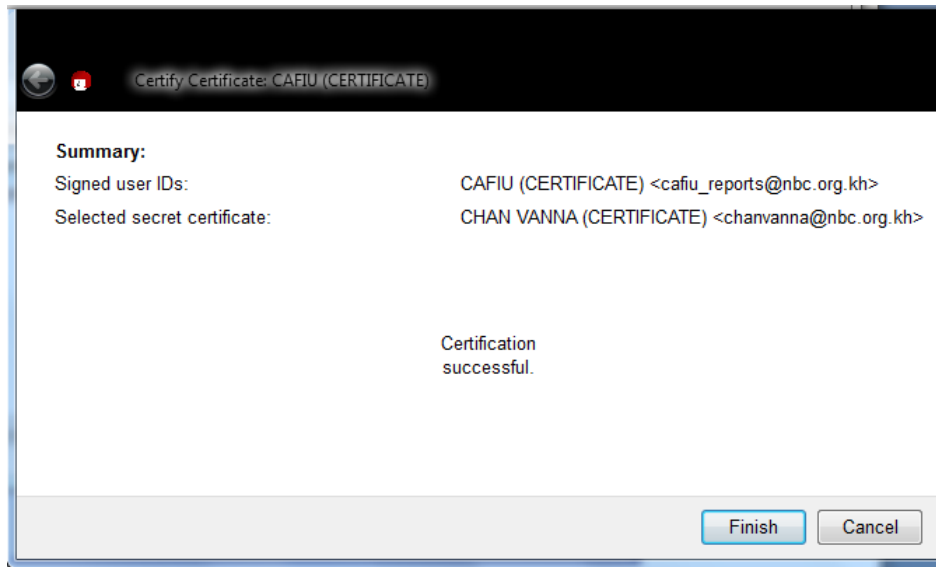 Certify Certificate: CAFIU (CERTIFICATE)
Summary:
Signed user IDs: CAFIU (CERTIFICATE) <cafiu_reports@nbc.org.kh>
Selected secret certificate: CHAN VANNA (CERTIFICATE) <chanvanna@nbc.org.kh>
Certification
successful.
Finish Cancel